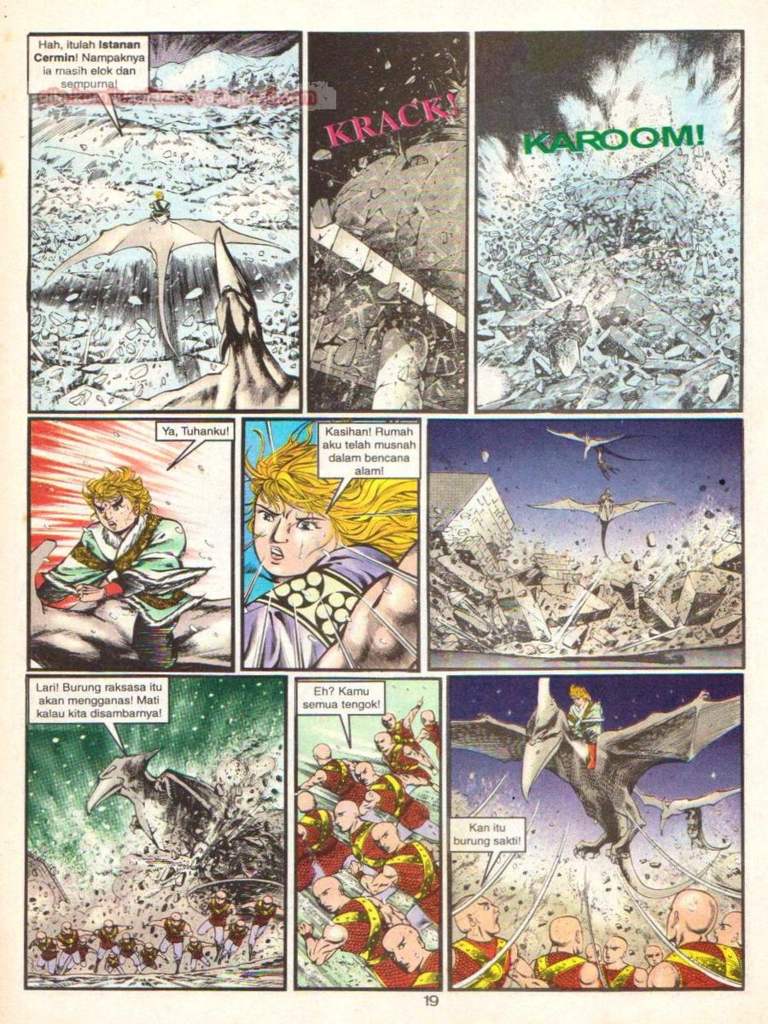 Hah, itulah Istanan
Cermin! Nampaknya
ia masih elok dan
sempurna!
KRACK!
KAROOM!
Ya, Tuhanku!
Kasihan! Rumah
aku telah musnah
dalam bencana
alam!
Lari! Burung raksasa itu
akan mengganas! Mati
kalau kita disambarnya!
Eh? Kamu
semua tengok!
Kan itu
burung sakti!
19